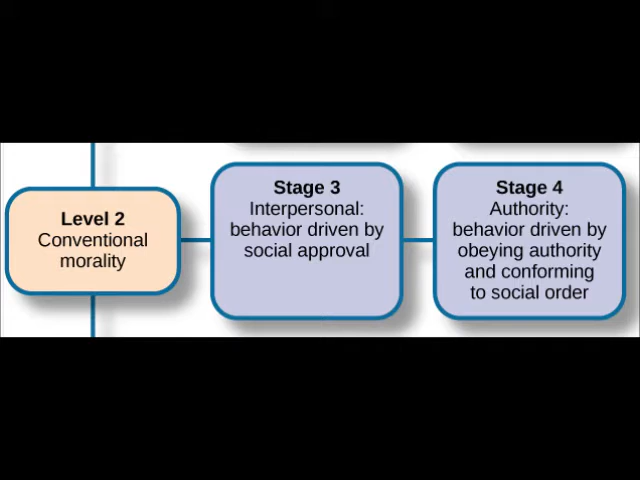 Level 2
Conventional
morality
Stage 3
Interpersonal:
behavior driven by
social approval
Stage 4
Authority:
behavior driven by
obeying authority
and conforming
to social order